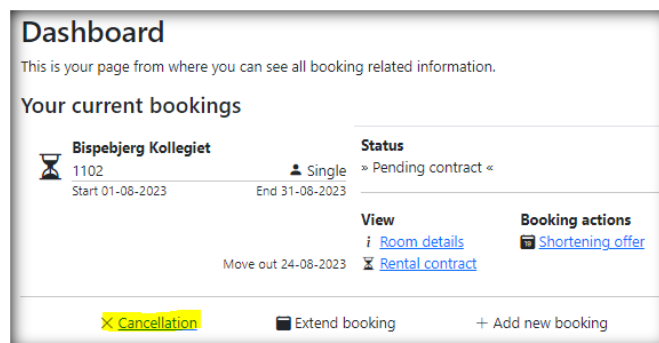 Dashboard
This is your page from where you can see all booking related information.
Your current bookings
Bispebjerg Kollegiet
1102 Single
Start 01-08-2023 End 31-08-2023
Move out 24-08-2023
Status
» Pending contract «
View
i Room details
Rental contract
Booking actions
Shortening offer
Cancellation
Extend booking
+ Add new booking